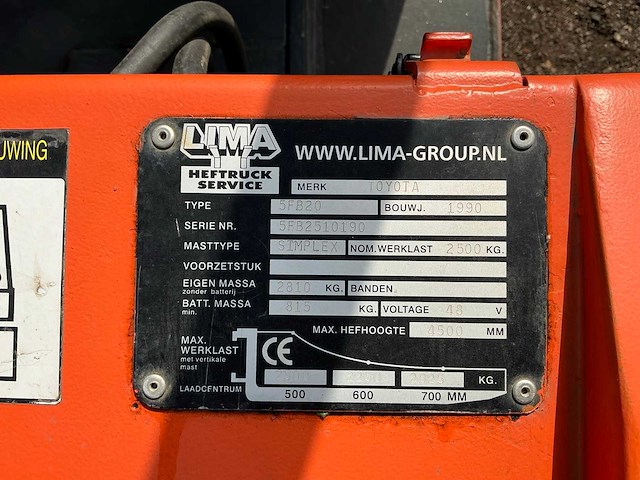 UWING
LIMA
HEFTRUCK
SERVICE
WWW.LIMA-GROUP.NL
MERK TOYOTA
TYPE 5FB20 BOUWJ. 1990
SERIE NR. 5FB2510190
MASTTYPE SIMPLEX NOM.WERKLAST 2500 KG.
VOORZETSTUK
EIGEN MASSA 2810 KG. BANDEN
zonder batterij
BATT. MASSA 815 KG. VOLTAGE 48 V
min.
MAX. HEFHOOGTE 4500 MM
MAX.
WERKLAST
met vertikale
mast
CE
KG.
LAADCENTRUM 500 600 700 MM